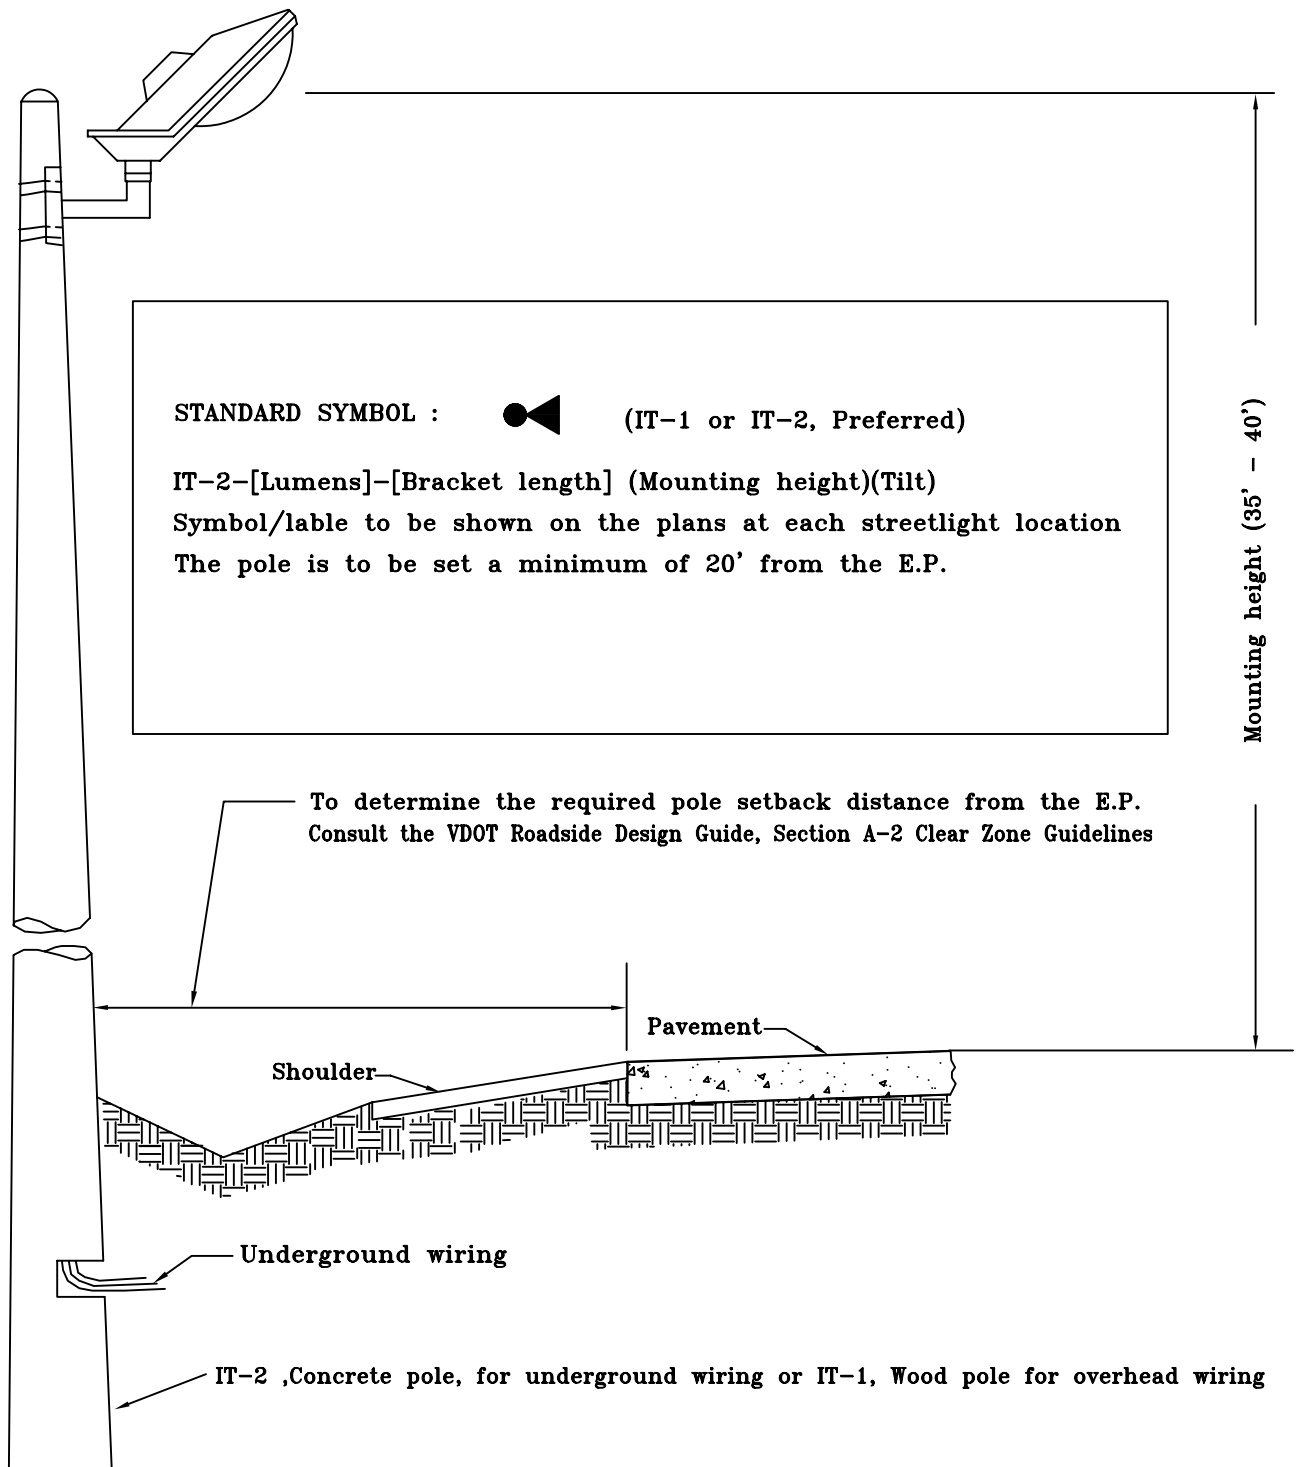 STANDARD SYMBOL : (IT-1 or IT-2, Preferred)
IT-2-[Lumens]-[Bracket length] (Mounting height)(Tilt)
Symbol/lable to be shown on the plans at each streetlight location
The pole is to be set a minimum of 20' from the E.P.
Mounting height (35' - 40')
To determine the required pole setback distance from the E.P.
Consult the VDOT Roadside Design Guide, Section A-2 Clear Zone Guidelines
Pavement
Shoulder
Underground wiring
IT-2 ,Concrete pole, for underground wiring or IT-1, Wood pole for overhead wiring